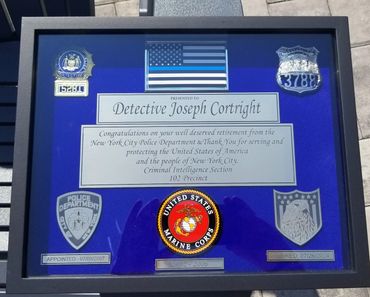 3788
PRESENTED TO
Detective Joseph Cortright
Congratulations on your well deserved retirement from the
New York City Police Department & Thank You for serving and
protecting the United States of America
and the people of New York City.
Criminal Intelligence Section
102 Precinct
POLICE
DEPARTMENT
UNITED STATES
MARINE CORPS
APPOINTED